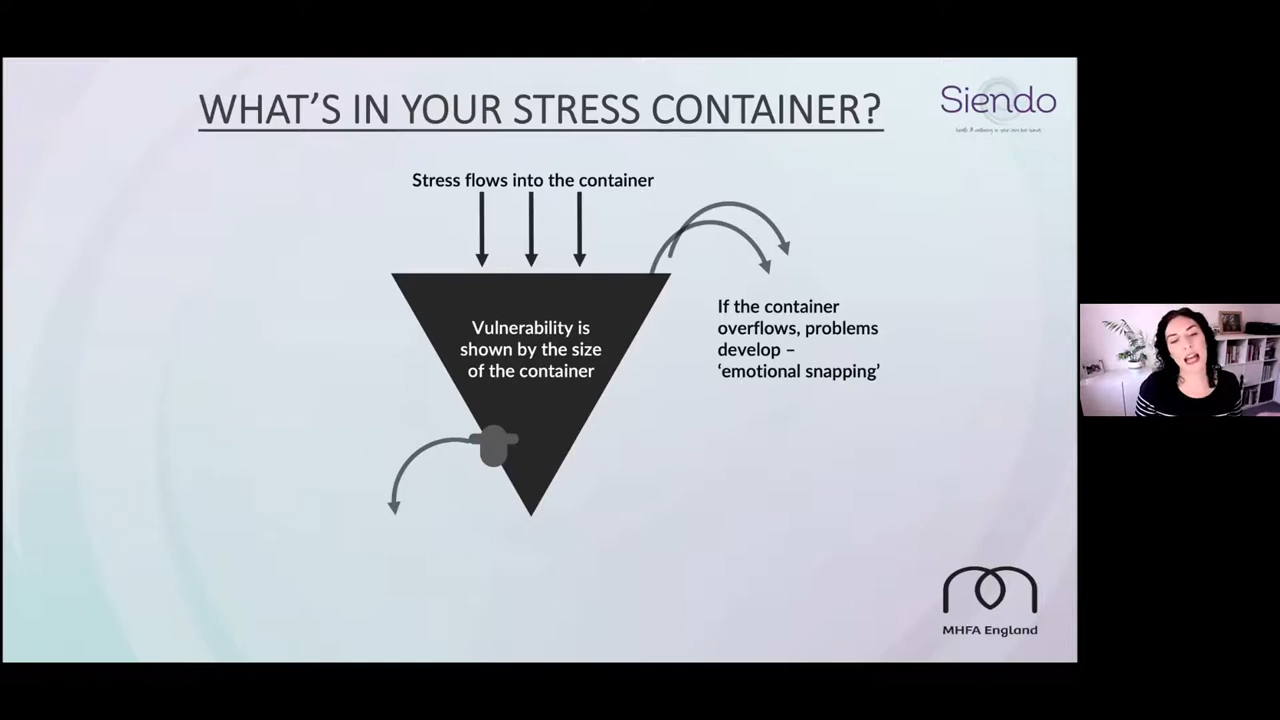 WHAT'S IN YOUR STRESS CONTAINER?
Siendo
Stress flows into the container
Vulnerability is
shown by the size
of the container
If the container
overflows, problems
develop –
‘emotional snapping’
MHFA England